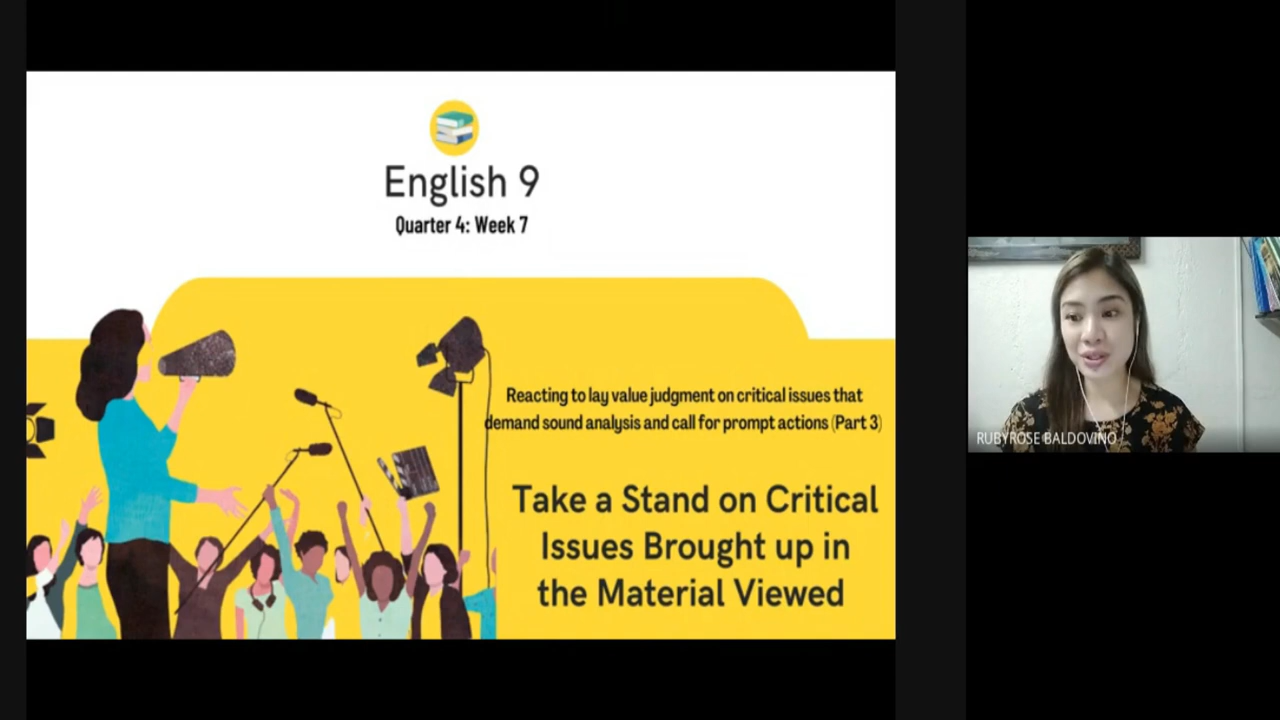 English 9
Quarter 4: Week 7
Reacting to lay value judgment on critical issues that
demand sound analysis and call for prompt actions (Part 3)
Take a Stand on Critical
Issues Brought up in
the Material Viewed
RUBYROSE BALDOVINO